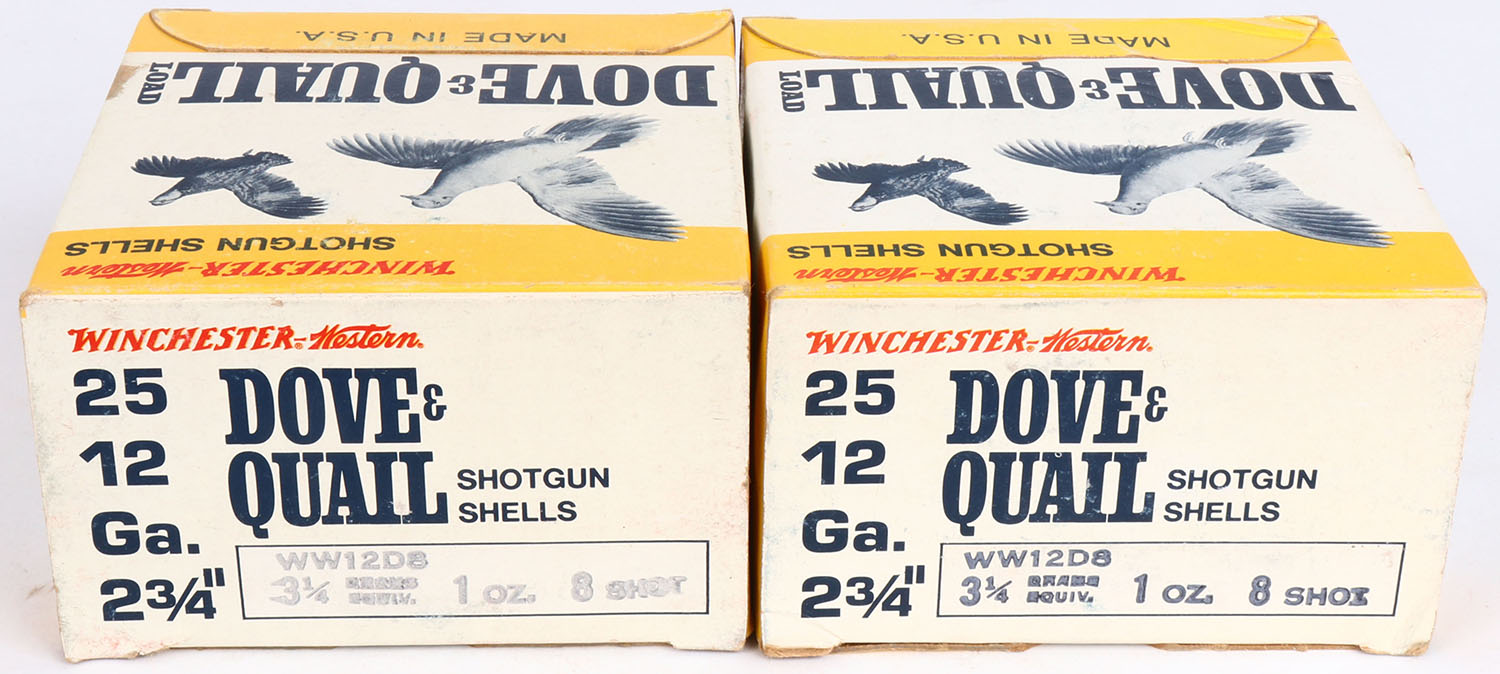 MADE IN U.S.A.
DOVE & QUAIL
LOAD
SHOTGUN SHELLS
WINCHESTER-Western
WINCHESTER®-Western®
25
12
Ga.
2¾"
DOVE &
QUAIL
SHOTGUN
SHELLS
WW12D8
3¼ DRAMS EQUIV. 1 OZ. 8 SHOT
MADE IN U.S.A.
DOVE & QUAIL
LOAD
SHOTGUN SHELLS
WINCHESTER-Western
WINCHESTER®-Western®
25
12
Ga.
2¾"
DOVE &
QUAIL
SHOTGUN
SHELLS
WW12D8
3¼ DRAMS EQUIV. 1 OZ. 8 SHOT